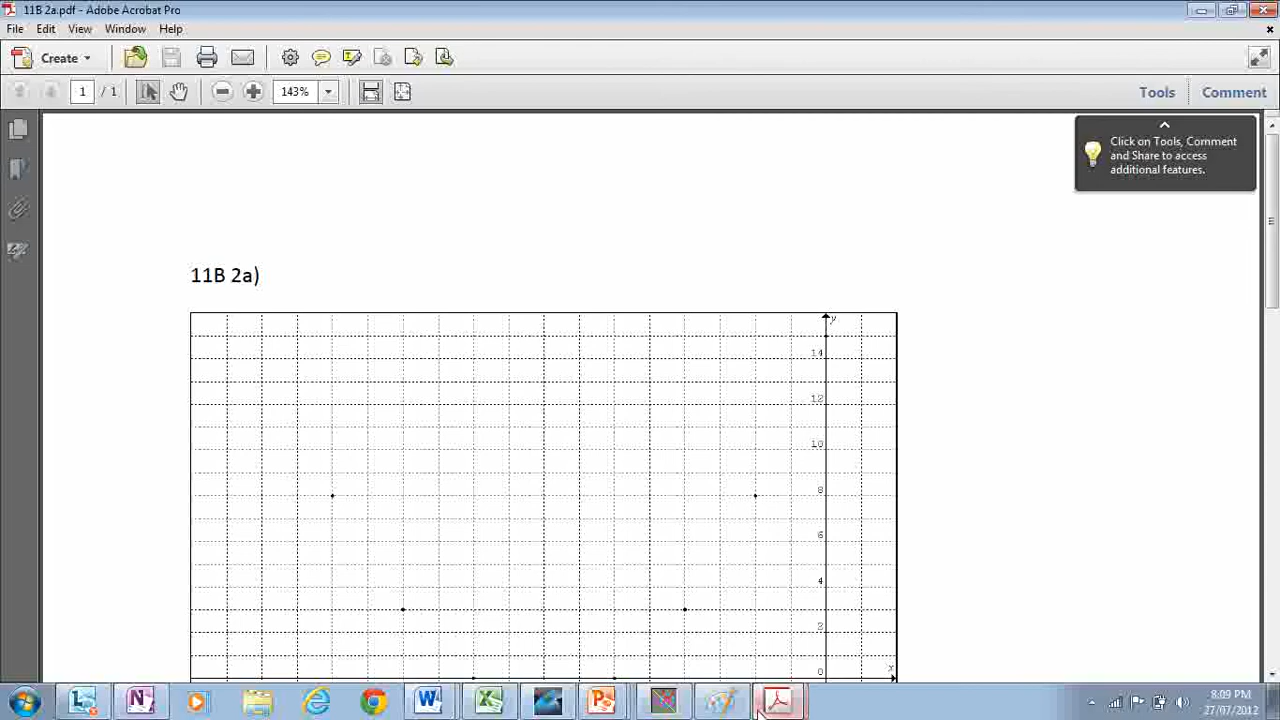 11B 2a.pdf - Adobe Acrobat Pro
File Edit View Window Help
Create
1 / 1 143% Tools Comment
Click on Tools, Comment
and Share to access
additional features.
11B 2a)
y
14
12
10
8
6
4
2
0
x
8:09 PM
27/07/2012